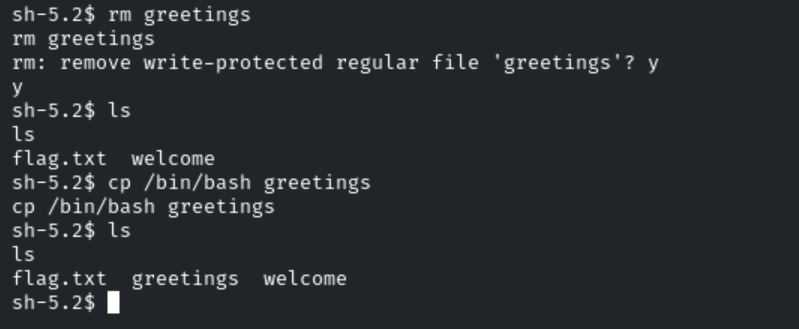 sh-5.2$ rm greetings
rm greetings
rm: remove write-protected regular file 'greetings'? y
y
sh-5.2$ ls
ls
flag.txt  welcome
sh-5.2$ cp /bin/bash greetings
cp /bin/bash greetings
sh-5.2$ ls
ls
flag.txt  greetings  welcome
sh-5.2$